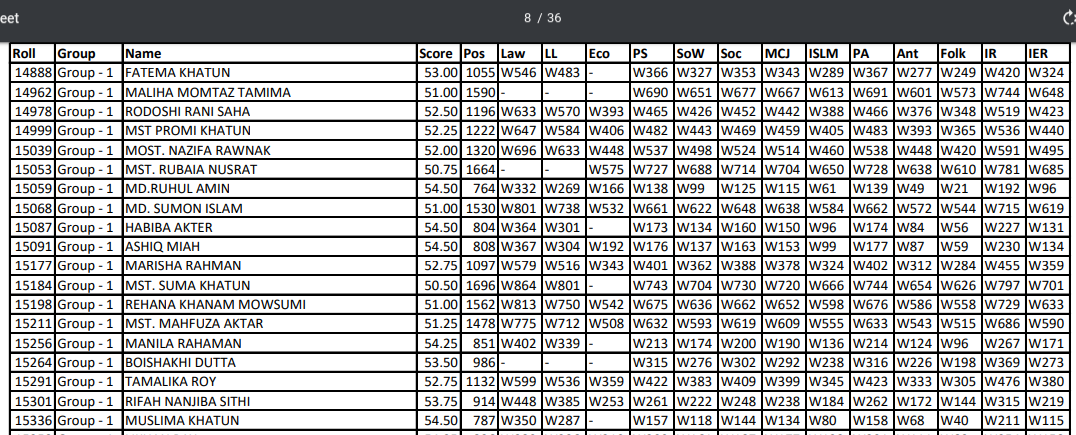 eet 8 / 36
Roll Group Name Score Pos Law LL Eco PS SoW Soc MCJ ISLM PA Ant Folk IR IER
14888 Group - 1 FATEMA KHATUN 53.00 1055 W546 W483 - W366 W327 W353 W343 W289 W367 W277 W249 W420 W324
14962 Group - 1 MALIHA MOMTAZ TAMIMA 51.00 1590 - - - W690 W651 W677 W667 W613 W691 W601 W573 W744 W648
14978 Group - 1 RODOSHI RANI SAHA 52.50 1196 W633 W570 W393 W465 W426 W452 W442 W388 W466 W376 W348 W519 W423
14999 Group - 1 MST PROMI KHATUN 52.25 1222 W647 W584 W406 W482 W443 W469 W459 W405 W483 W393 W365 W536 W440
15039 Group - 1 MOST. NAZIFA RAWNAK 52.00 1320 W696 W633 W448 W537 W498 W524 W514 W460 W538 W448 W420 W591 W495
15053 Group - 1 MST. RUBAIA NUSRAT 50.75 1664 - - W575 W727 W688 W714 W704 W650 W728 W638 W610 W781 W685
15059 Group - 1 MD.RUHUL AMIN 54.50 764 W332 W269 W166 W138 W99 W125 W115 W61 W139 W49 W21 W192 W96
15068 Group - 1 MD. SUMON ISLAM 51.00 1530 W801 W738 W532 W661 W622 W648 W638 W584 W662 W572 W544 W715 W619
15087 Group - 1 HABIBA AKTER 54.50 804 W364 W301 - W173 W134 W160 W150 W96 W174 W84 W56 W227 W131
15091 Group - 1 ASHIQ MIAH 54.50 808 W367 W304 W192 W176 W137 W163 W153 W99 W177 W87 W59 W230 W134
15177 Group - 1 MARISHA RAHMAN 52.75 1097 W579 W516 W343 W401 W362 W388 W378 W324 W402 W312 W284 W455 W359
15184 Group - 1 MST. SUMA KHATUN 50.50 1696 W864 W801 - W743 W704 W730 W720 W666 W744 W654 W626 W797 W701
15198 Group - 1 REHANA KHANAM MOWSUMI 51.00 1562 W813 W750 W542 W675 W636 W662 W652 W598 W676 W586 W558 W729 W633
15211 Group - 1 MST. MAHFUZA AKTAR 51.25 1478 W775 W712 W508 W632 W593 W619 W609 W555 W633 W543 W515 W686 W590
15256 Group - 1 MANILA RAHAMAN 54.25 851 W402 W339 - W213 W174 W200 W190 W136 W214 W124 W96 W267 W171
15264 Group - 1 BOISHAKHI DUTTA 53.50 986 - - - W315 W276 W302 W292 W238 W316 W226 W198 W369 W273
15291 Group - 1 TAMALIKA ROY 52.75 1132 W599 W536 W359 W422 W383 W409 W399 W345 W423 W333 W305 W476 W380
15301 Group - 1 RIFAH NANJIBA SITHI 53.75 914 W448 W385 W253 W261 W222 W248 W238 W184 W262 W172 W144 W315 W219
15336 Group - 1 MUSLIMA KHATUN 54.50 787 W350 W287 - W157 W118 W144 W134 W80 W158 W68 W40 W211 W115